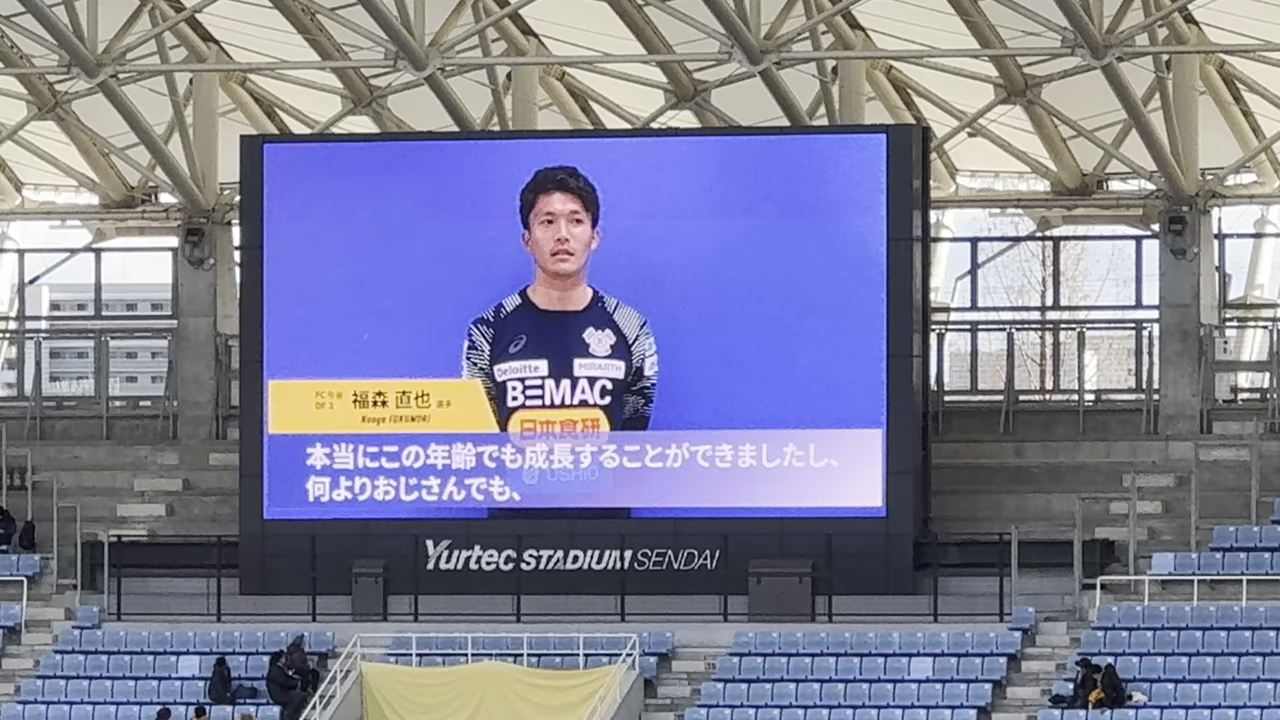 FC今治
DF 2
福森 直也 選手
Naoya FUKUMORI
Deloitte.
MIRARTH
BEMAC
日本食研
USHIO
本当にこの年齢でも成長することができましたし、
何よりおじさんでも、
Yurtec STADIUM SENDAI